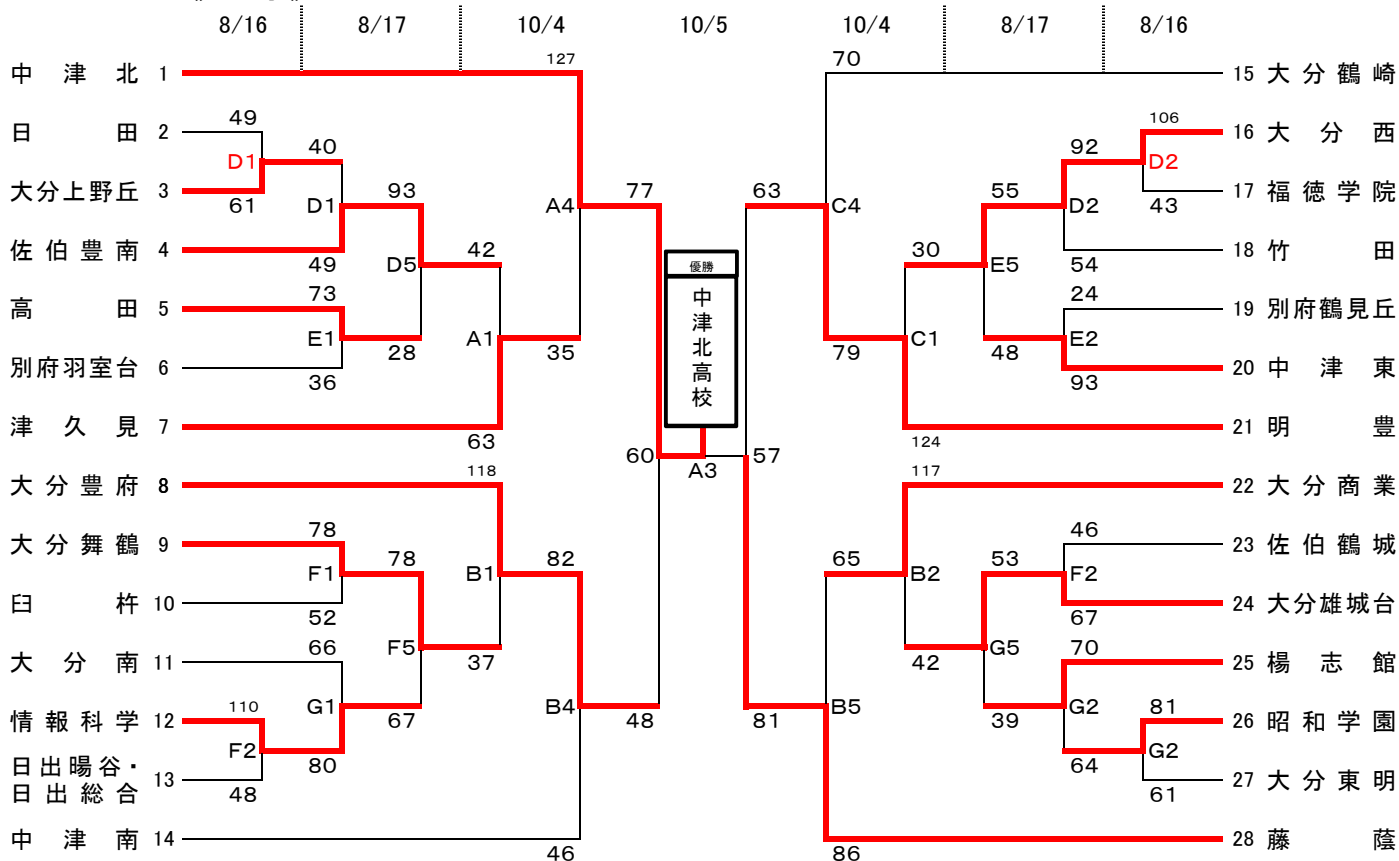 8/16 8/17 10/4 10/5 10/4 8/17 8/16
127 70
中津北 1 15 大分鶴崎
49 106
日田 2 40 92 16 大分西
D1 D2
大分上野丘 3 93 77 63 55 17 福徳学院
61 D1 A4 C4 D2 43
佐伯豊南 4 42 30 18 竹田
49 D5 優勝 E5 54
73 24
高田 5 19 別府鶴見丘
E1 A1 C1 E2
28 35 79 48
別府羽室台 6 20 中津東
36 93
中津北高校
津久見 7 21 明豊
63 124
60 A3 57
118 117
大分豊府 8 22 大分商業
78 46
大分舞鶴 9 78 82 65 53 23 佐伯鶴城
F1 B1 B2 F2
臼杵 10 24 大分雄城台
52 67
66 F5 G5 70
大分南 11 37 42 25 楊志館
110 G1 B4 B5 G2 81
情報科学 12 67 48 81 39 26 昭和学園
F2 80 64 G2
日出暘谷・
日出総合 13 27 大分東明
48 61
中津南 14 28 藤蔭
46 86